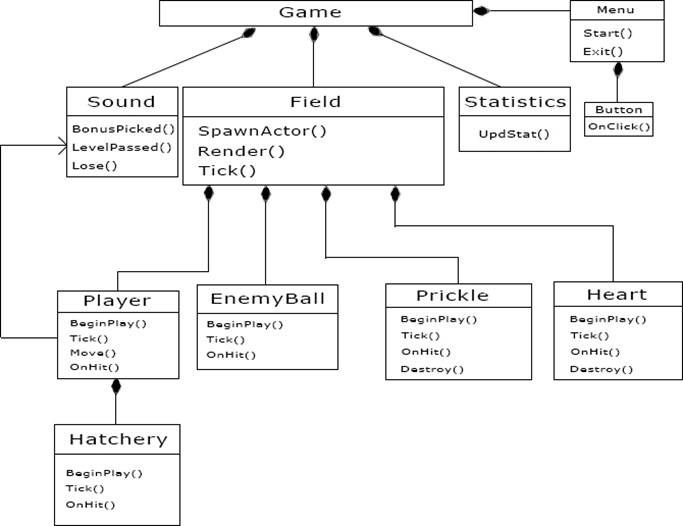 Game
Menu
Start()
Exit()
Button
OnClick()
Sound
BonusPicked()
LevelPassed()
Lose()
Field
SpawnActor()
Render()
Tick()
Statistics
UpdStat()
Player
BeginPlay()
Tick()
Move()
OnHit()
EnemyBall
BeginPlay()
Tick()
OnHit()
Prickle
BeginPlay()
Tick()
OnHit()
Destroy()
Heart
BeginPlay()
Tick()
OnHit()
Destroy()
Hatchery
BeginPlay()
Tick()
OnHit()